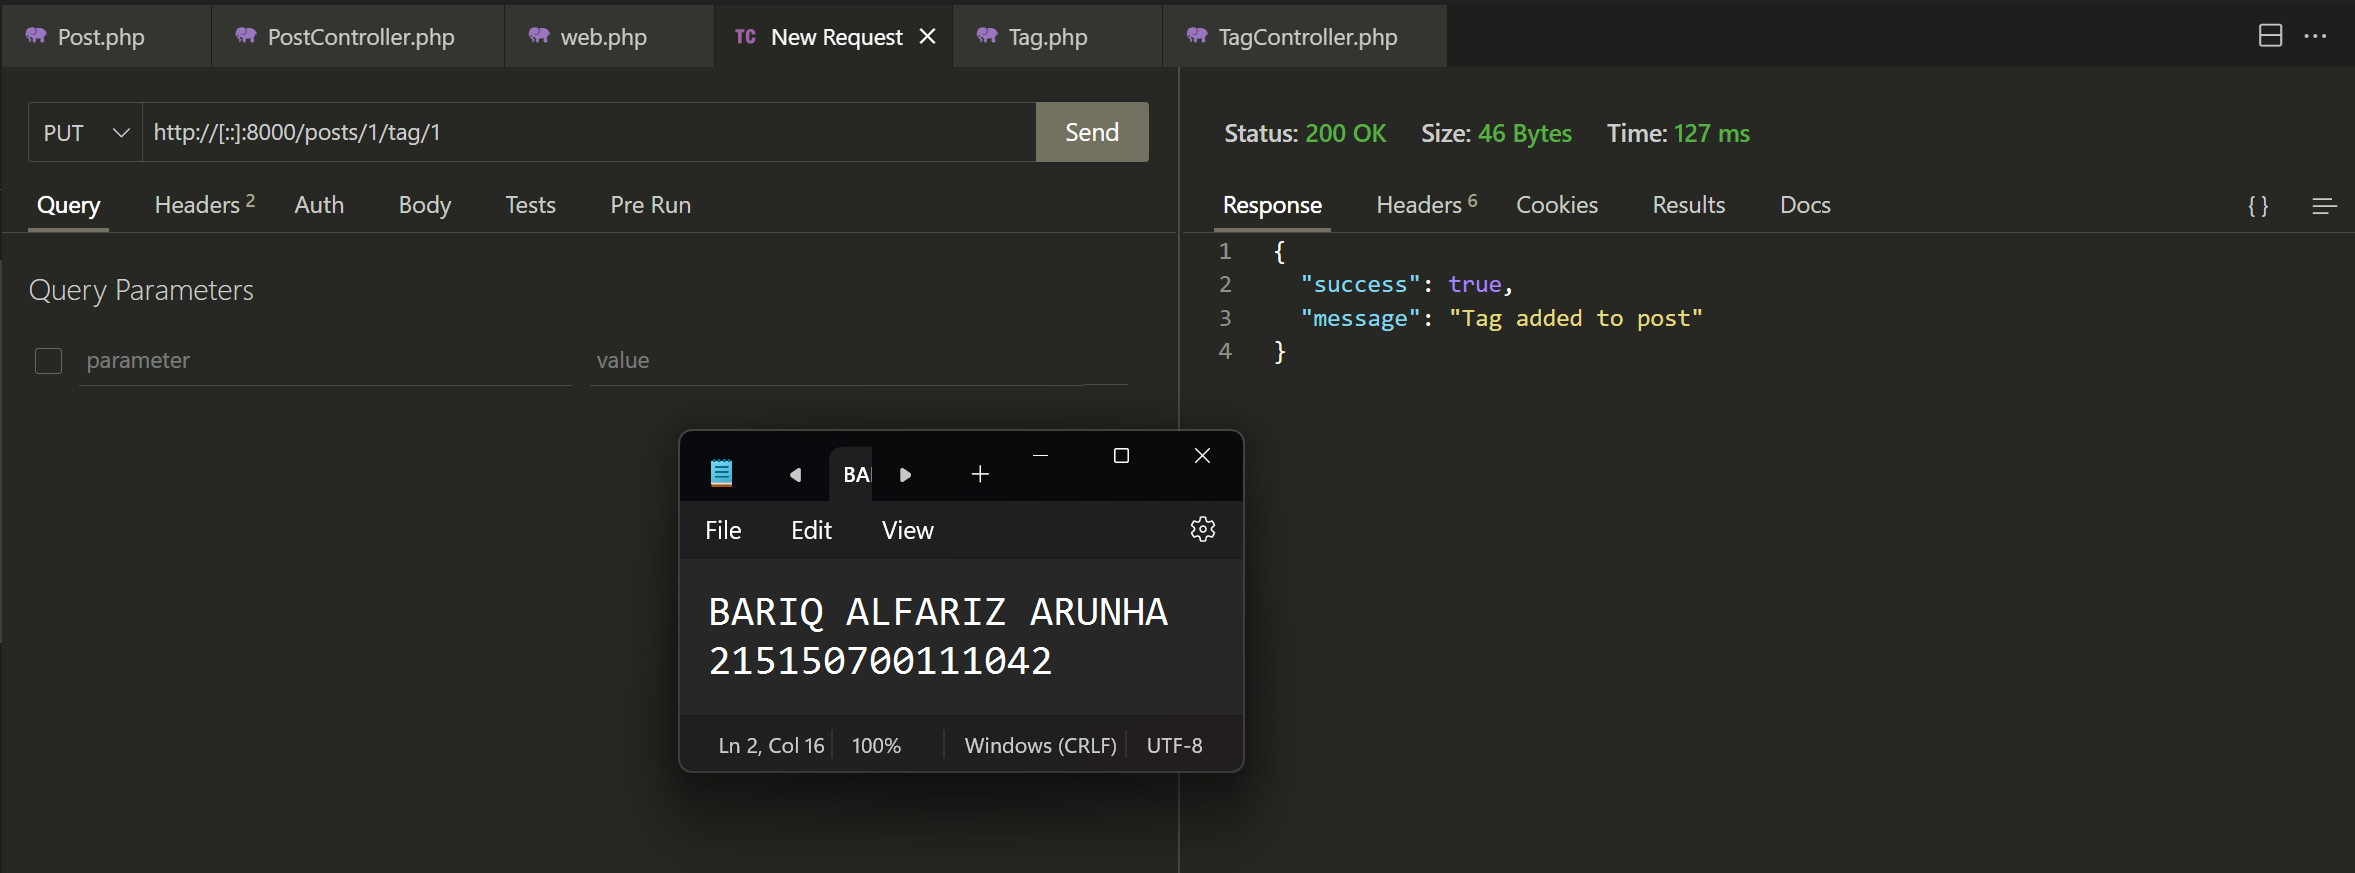 Post.php PostController.php web.php TC New Request Tag.php TagController.php
PUT http://[::]:8000/posts/1/tag/1 Send
Query Headers 2 Auth Body Tests Pre Run
Query Parameters
parameter value
Status: 200 OK Size: 46 Bytes Time: 127 ms
Response Headers 6 Cookies Results Docs { }
1 {
2 "success": true,
3 "message": "Tag added to post"
4 }
BAI
File Edit View
BARIQ ALFARIZ ARUNHA
215150700111042
Ln 2, Col 16 100% Windows (CRLF) UTF-8